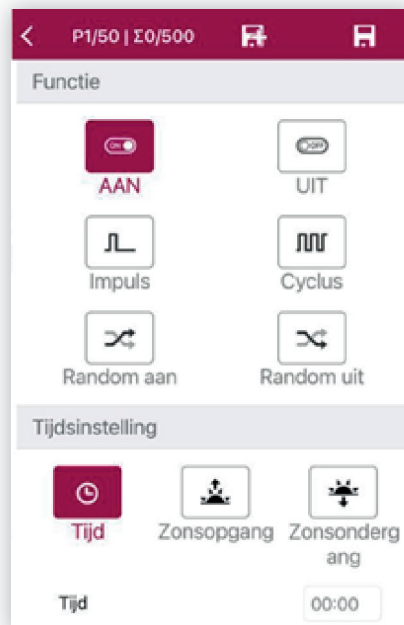 P1/50 | Σ0/500
Functie
ON OFF
AAN UIT
Impuls Cyclus
Random aan Random uit
Tijdsinstelling
Tijd Zonsopgang Zonsonderg
ang
Tijd 00:00